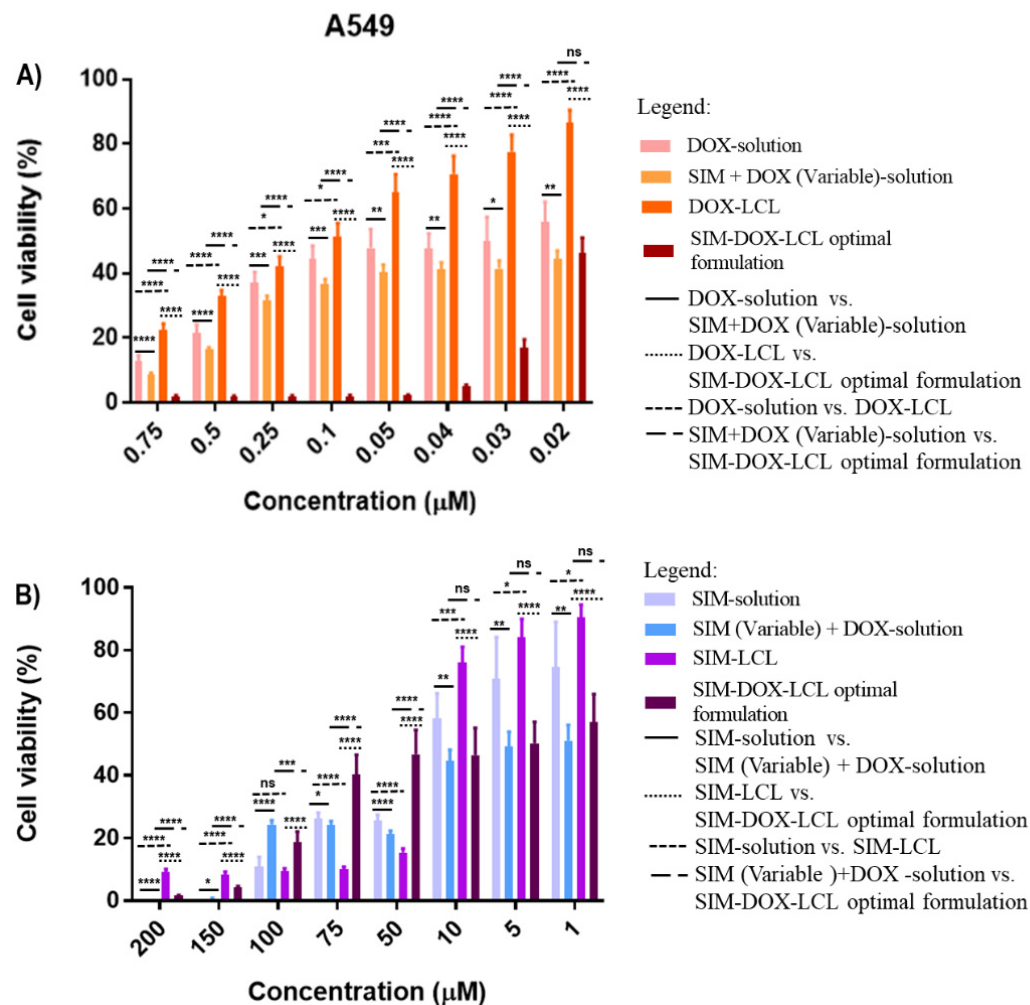 A549
A)
Cell viability (%)
100
80
60
40
20
0
ns
**** **** **** **** **** **** **** ****
**** **** * * *** **** **** ****
**** **** **** **** **** **** **** ****
**** **** *** *** ** ** * **
0.75 0.5 0.25 0.1 0.05 0.04 0.03 0.02
Concentration (μM)
Legend:
DOX-solution
SIM + DOX (Variable)-solution
DOX-LCL
SIM-DOX-LCL optimal
formulation
DOX-solution vs.
SIM+DOX (Variable)-solution
DOX-LCL vs.
SIM-DOX-LCL optimal formulation
DOX-solution vs. DOX-LCL
SIM+DOX (Variable)-solution vs.
SIM-DOX-LCL optimal formulation
B)
Cell viability (%)
100
80
60
40
20
0
**** **** *** **** **** ns ns ns
**** **** ns **** **** *** * *
**** **** **** **** **** **** **** ****
**** * **** * **** ** ** **
200 150 100 75 50 10 5 1
Concentration (μM)
Legend:
SIM-solution
SIM (Variable) + DOX-solution
SIM-LCL
SIM-DOX-LCL optimal
formulation
SIM-solution vs.
SIM (Variable) + DOX-solution
SIM-LCL vs.
SIM-DOX-LCL optimal formulation
SIM-solution vs. SIM-LCL
SIM (Variable )+DOX -solution vs.
SIM-DOX-LCL optimal formulation